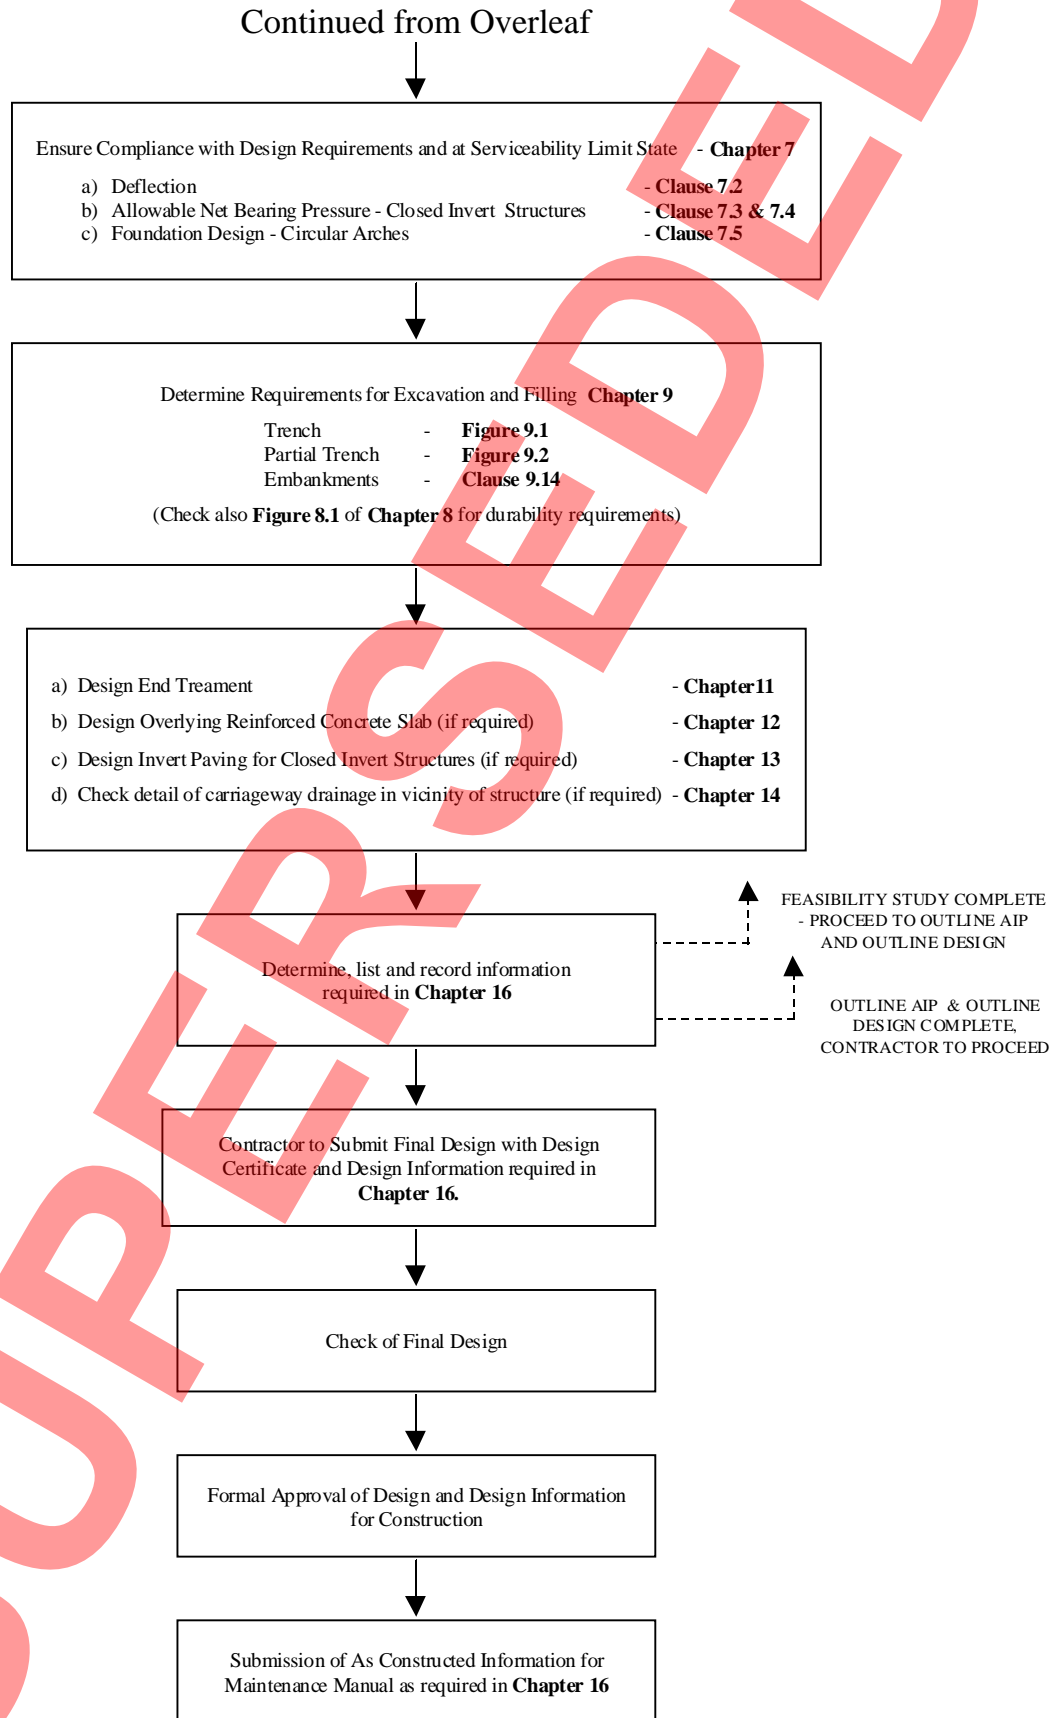 Continued from Overleaf
Ensure Compliance with Design Requirements and at Serviceability Limit State - Chapter 7
a) Deflection - Clause 7.2
b) Allowable Net Bearing Pressure - Closed Invert Structures - Clause 7.3 & 7.4
c) Foundation Design - Circular Arches - Clause 7.5
Determine Requirements for Excavation and Filling Chapter 9
Trench - Figure 9.1
Partial Trench - Figure 9.2
Embankments - Clause 9.14
(Check also Figure 8.1 of Chapter 8 for durability requirements)
a) Design End Treament - Chapter11
b) Design Overlying Reinforced Concrete Slab (if required) - Chapter 12
c) Design Invert Paving for Closed Invert Structures (if required) - Chapter 13
d) Check detail of carriageway drainage in vicinity of structure (if required) - Chapter 14
FEASIBILITY STUDY COMPLETE
- PROCEED TO OUTLINE AIP
AND OUTLINE DESIGN
Determine, list and record information
required in Chapter 16
OUTLINE AIP & OUTLINE
DESIGN COMPLETE,
CONTRACTOR TO PROCEED
Contractor to Submit Final Design with Design
Certificate and Design Information required in
Chapter 16.
Check of Final Design
Formal Approval of Design and Design Information
for Construction
Submission of As Constructed Information for
Maintenance Manual as required in Chapter 16
SUPERSEDED